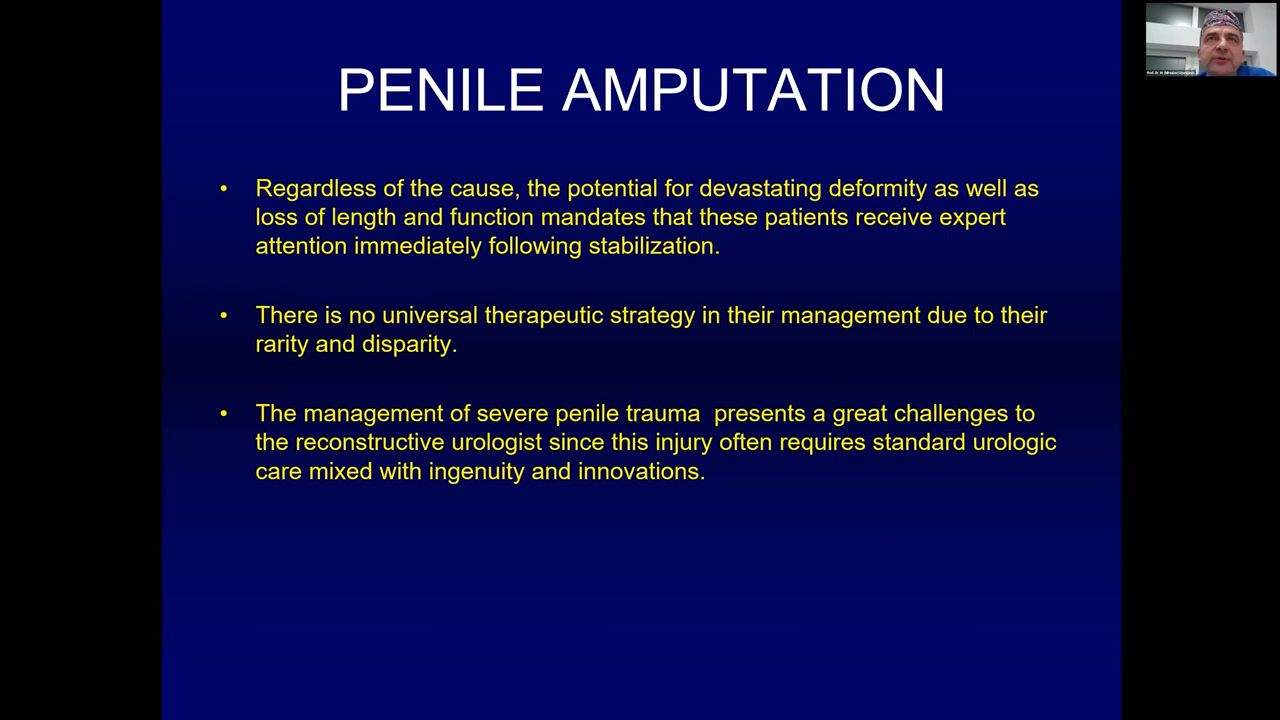 PENILE AMPUTATION
• Regardless of the cause, the potential for devastating deformity as well as
loss of length and function mandates that these patients receive expert
attention immediately following stabilization.
• There is no universal therapeutic strategy in their management due to their
rarity and disparity.
• The management of severe penile trauma  presents a great challenges to
the reconstructive urologist since this injury often requires standard urologic
care mixed with ingenuity and innovations.
Prof. Dr. M